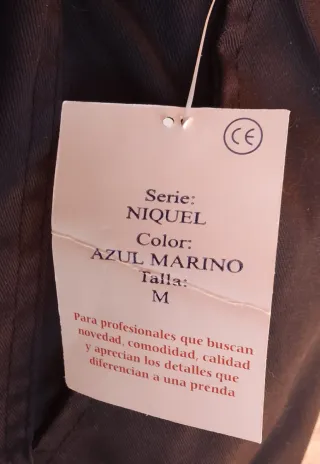 CE
Serie:
NIQUEL
Color:
AZUL MARINO
Talla:
M
Para profesionales que buscan
novedad, comodidad, calidad
y aprecian los detalles que
diferencian a una prenda